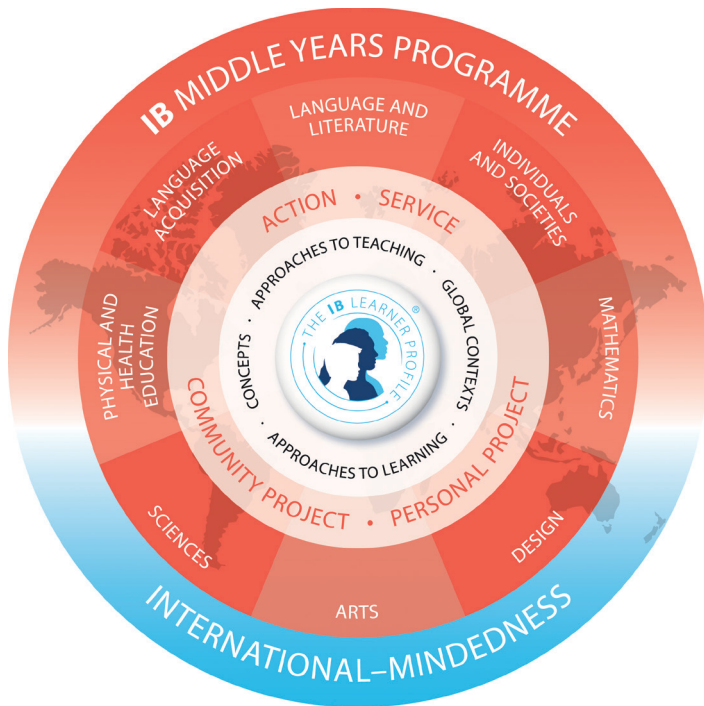 IB MIDDLE YEARS PROGRAMME
LANGUAGE AND
LITERATURE
INDIVIDUALS
AND SOCIETIES
MATHEMATICS
DESIGN
ARTS
SCIENCES
PHYSICAL AND
HEALTH
EDUCATION
LANGUAGE
ACQUISITION
ACTION • SERVICE
PERSONAL PROJECT
•
COMMUNITY PROJECT
APPROACHES TO TEACHING ·
GLOBAL CONTEXTS ·
APPROACHES TO LEARNING ·
CONCEPTS ·
• THE IB LEARNER PROFILE •
®
INTERNATIONAL–MINDEDNESS